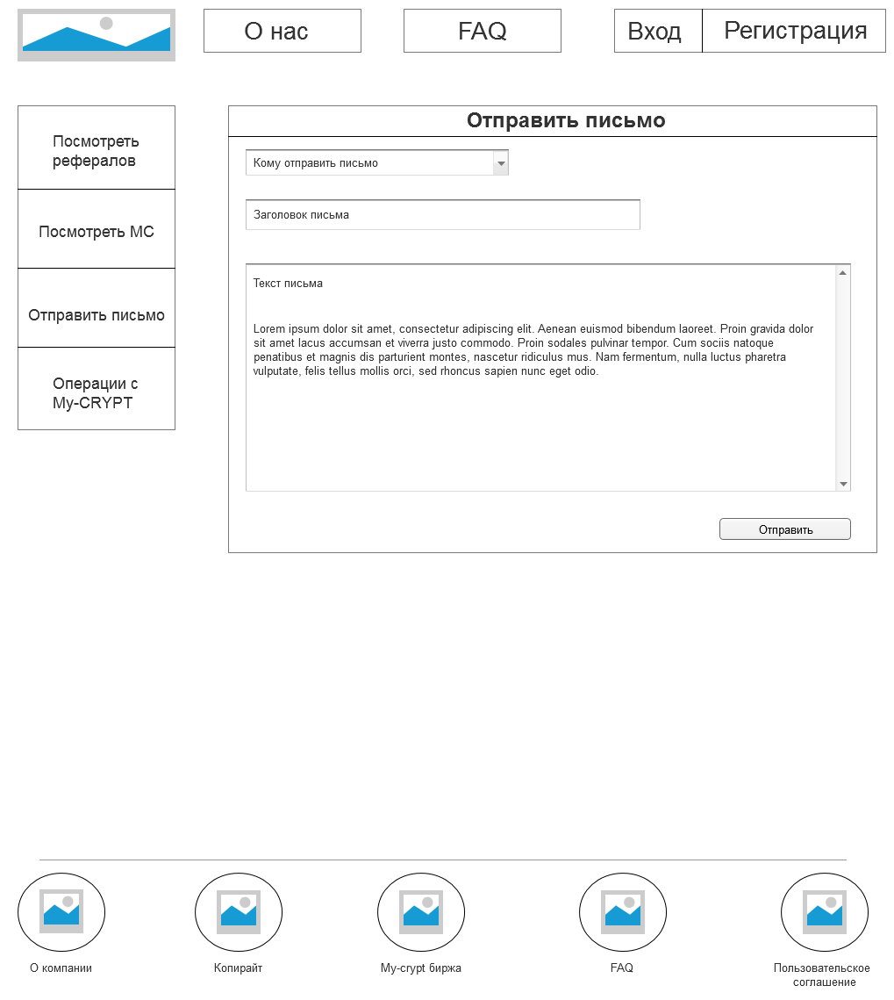 О нас
FAQ
Вход
Регистрация
Посмотреть
рефералов
Посмотреть МС
Отправить письмо
Операции с
My-CRYPT
Отправить письмо
Кому отправить письмо
Заголовок письма
Текст письма
Lorem ipsum dolor sit amet, consectetur adipiscing elit. Aenean euismod bibendum laoreet. Proin gravida dolor
sit amet lacus accumsan et viverra justo commodo. Proin sodales pulvinar tempor. Cum sociis natoque
penatibus et magnis dis parturient montes, nascetur ridiculus mus. Nam fermentum, nulla luctus pharetra
vulputate, felis tellus mollis orci, sed rhoncus sapien nunc eget odio.
Отправить
О компании
Копирайт
My-crypt биржа
FAQ
Пользовательское
соглашение